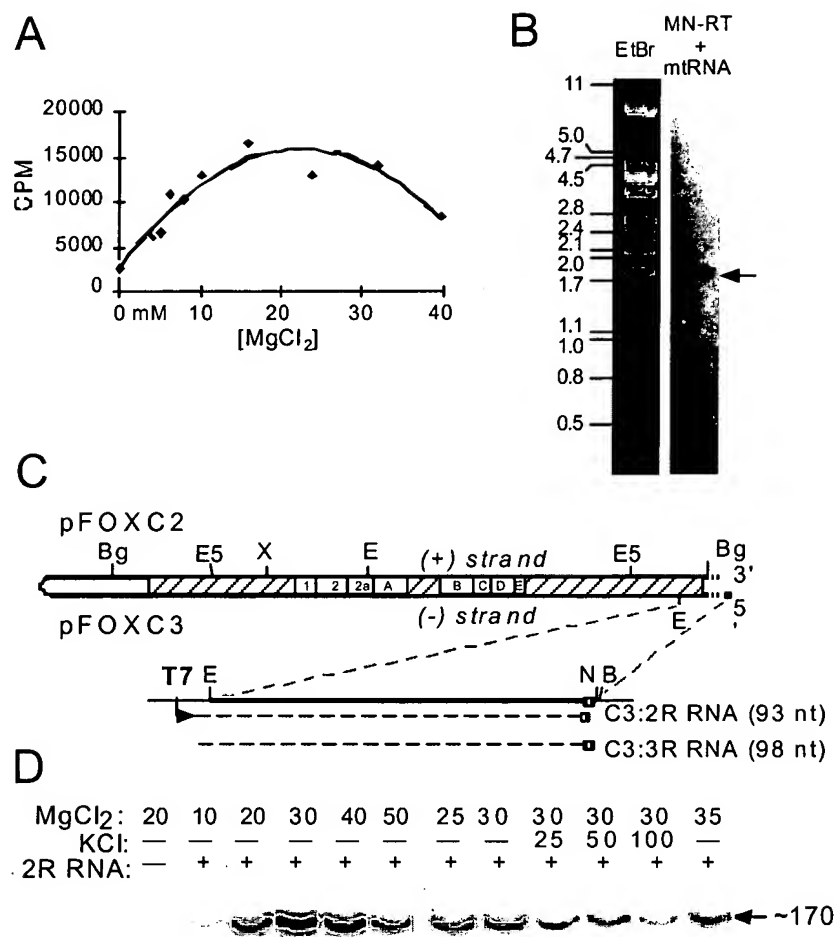 A
CPM
20000
15000
10000
5000
0
0 mM 10 20 30 40
[MgCl₂]
B
EtBr
MN-RT
+
mtRNA
11
5.0
4.7
4.5
2.8
2.4
2.1
2.0
1.7
1.1
1.0
0.8
0.5
C
pFOXC2
Bg E5 X E (+) strand E5 Bg
1 2 2a A B C D E 3'
pFOXC3 (-) strand E 5'
T7 E N B
C3:2R RNA (93 nt)
C3:3R RNA (98 nt)
D
MgCl₂: 20 10 20 30 40 50 25 30 30 30 30 35
KCl: — — — — — — — — 25 50 100 —
2R RNA: — + + + + + + + + + + +
~170